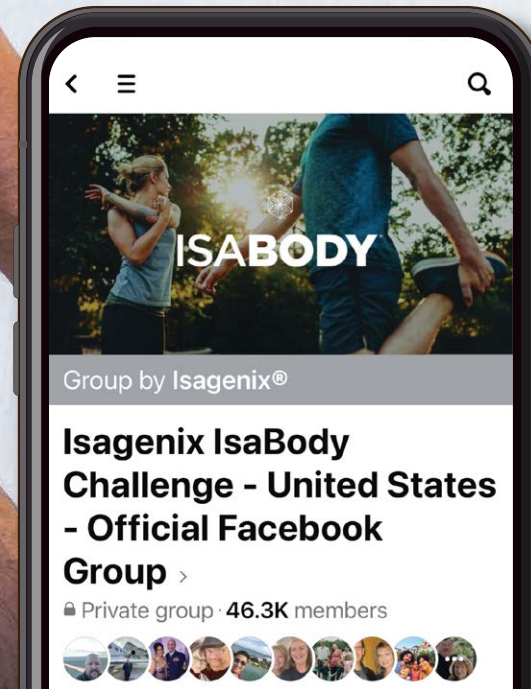 ISABODY
Group by Isagenix®
Isagenix IsaBody
Challenge - United States
- Official Facebook
Group >
Private group · 46.3K members